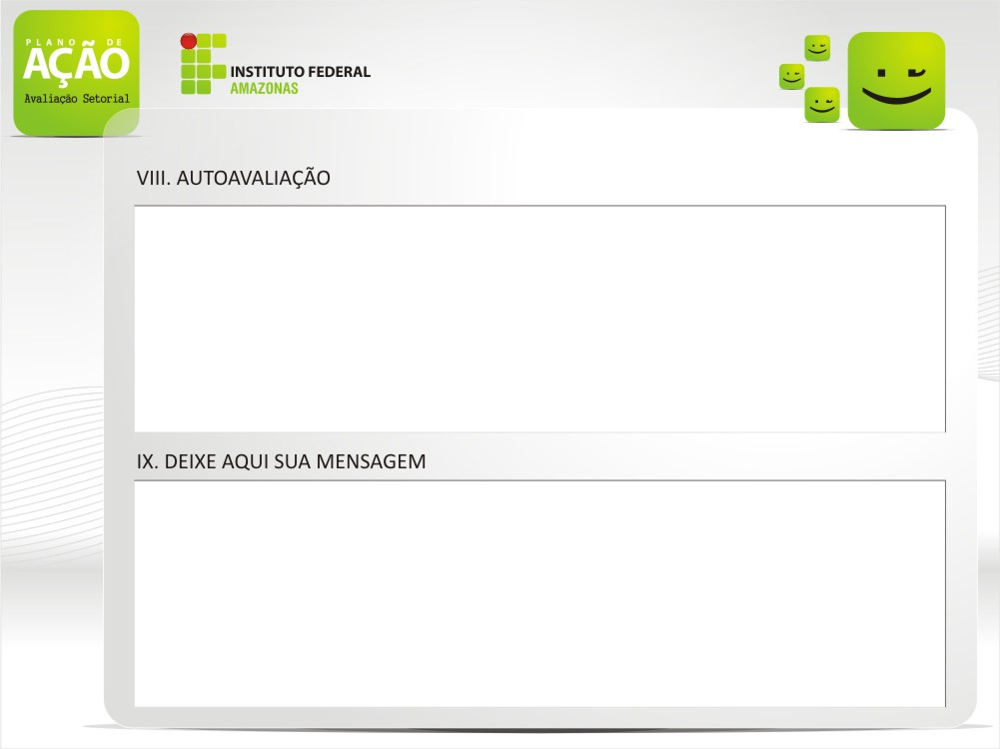 PLANO DE
AÇÃO
Avaliação Setorial
INSTITUTO FEDERAL
AMAZONAS
VIII. AUTOAVALIAÇÃO
IX. DEIXE AQUI SUA MENSAGEM